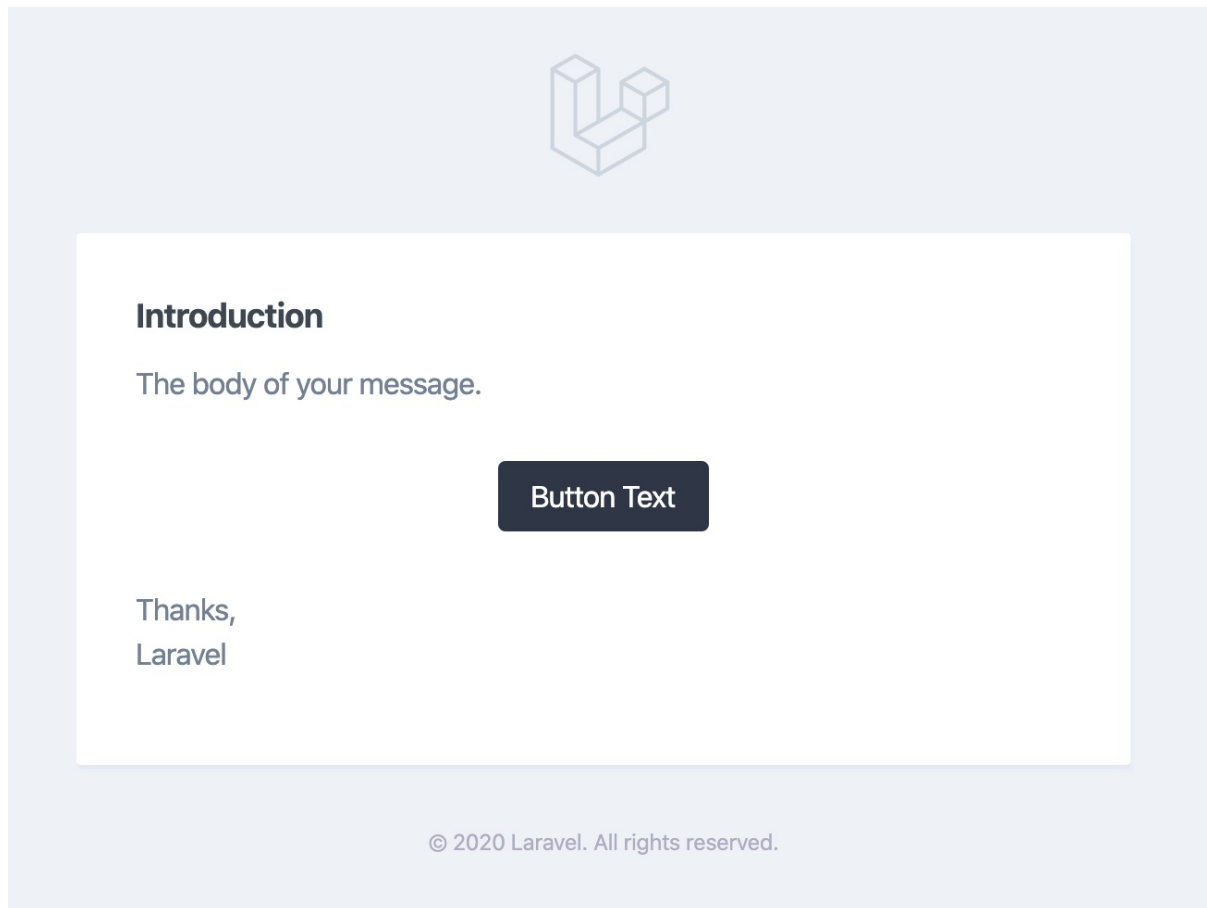 Introduction
The body of your message.
Button Text
Thanks,
Laravel
© 2020 Laravel. All rights reserved.